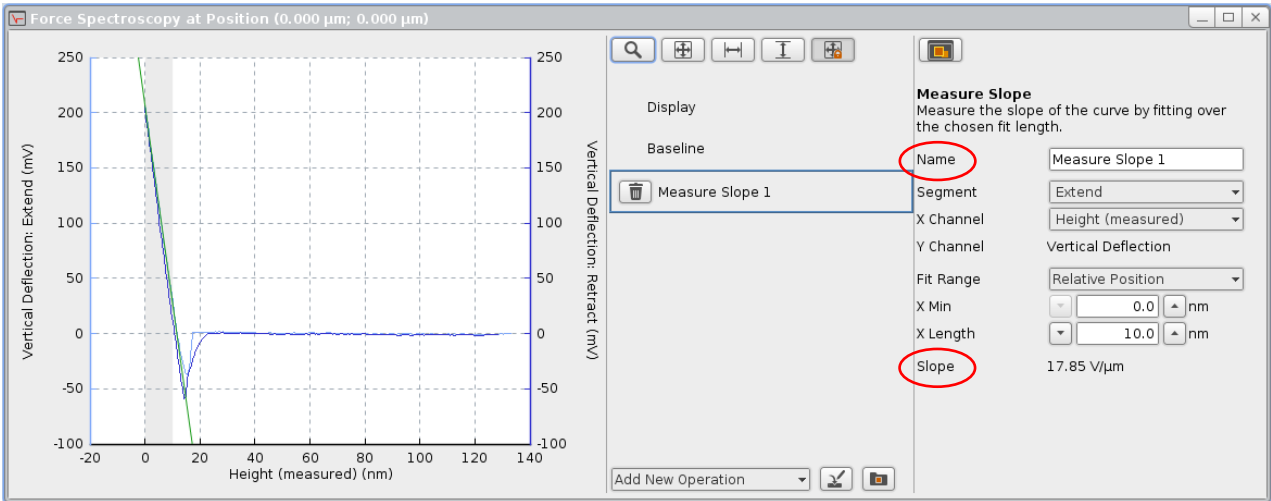 Force Spectroscopy at Position (0.000 µm; 0.000 µm)
Vertical Deflection: Extend (mV)
250
200
150
100
50
0
-50
-100
-20 0 20 40 60 80 100 120 140
Height (measured) (nm)
250
200
150
100
50
0
-50
-100
Vertical Deflection: Retract (mV)
Display
Baseline
Measure Slope 1
Add New Operation
Measure Slope
Measure the slope of the curve by fitting over
the chosen fit length.
Name Measure Slope 1
Segment Extend
X Channel Height (measured)
Y Channel Vertical Deflection
Fit Range Relative Position
X Min 0.0 nm
X Length 10.0 nm
Slope 17.85 V/µm